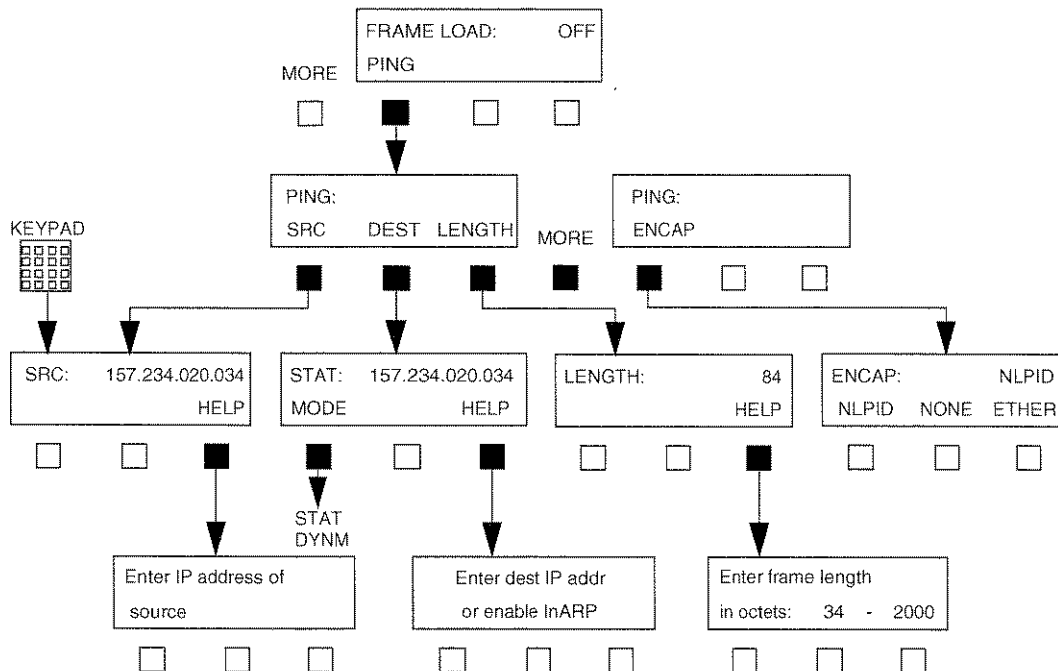 FRAME LOAD: OFF
PING
MORE
PING:
SRC DEST LENGTH
MORE
PING:
ENCAP
KEYPAD
SRC: 157.234.020.034
HELP
STAT: 157.234.020.034
MODE HELP
LENGTH: 84
HELP
ENCAP: NLPID
NLPID NONE ETHER
STAT
DYNM
Enter IP address of
source
Enter dest IP addr
or enable InARP
Enter frame length
in octets: 34 - 2000